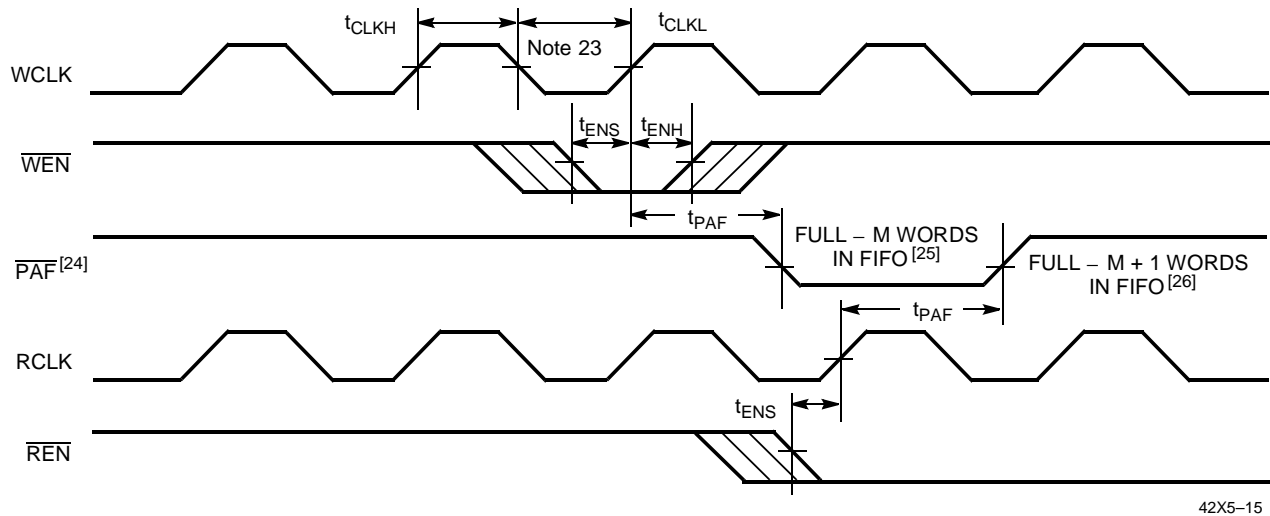 tCLKH
tCLKL
Note 23
WCLK
tENS
tENH
WEN
tPAF
PAF [24]
FULL – M WORDS
IN FIFO [25]
FULL – M + 1 WORDS
IN FIFO [26]
tPAF
RCLK
tENS
REN
42X5–15